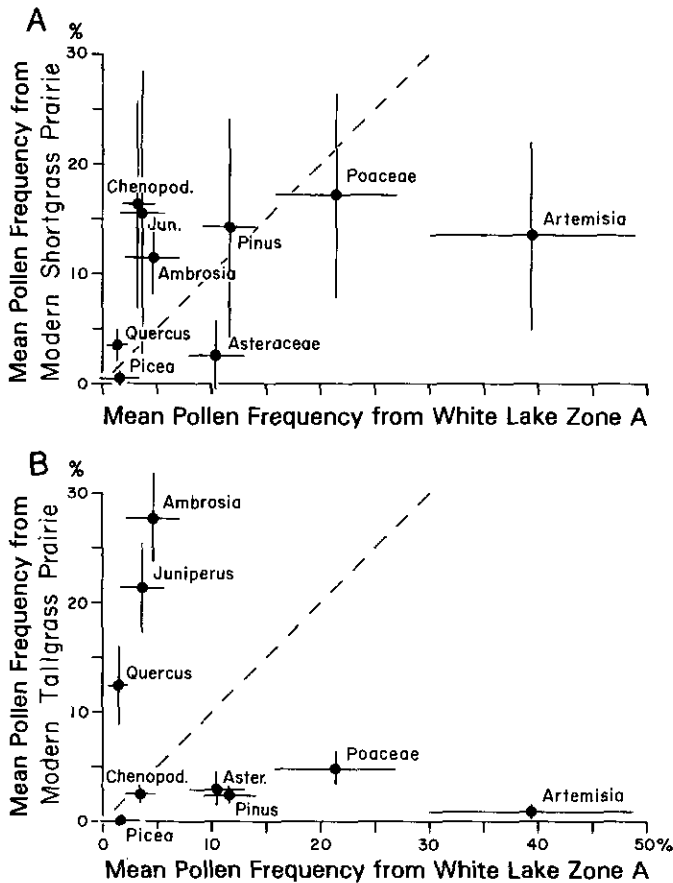 A
%
30
20
10
0
Mean Pollen Frequency from
Modern Shortgrass Prairie
Chenopod.
Jun.
Ambrosia
Quercus
Picea
Pinus
Asteraceae
Poaceae
Artemisia
Mean Pollen Frequency from White Lake Zone A
B
%
30
20
10
0
Mean Pollen Frequency from
Modern Tallgrass Prairie
Ambrosia
Juniperus
Quercus
Chenopod.
Picea
Aster.
Pinus
Poaceae
Artemisia
0 10 20 30 40 50%
Mean Pollen Frequency from White Lake Zone A